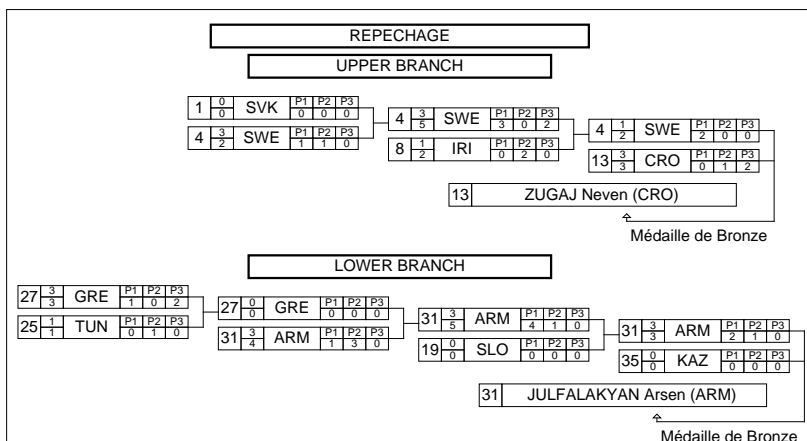 REPECHAGE
UPPER BRANCH
1 0 0 SVK P1 P2 P3 0 0 0
4 3 2 SWE P1 P2 P3 1 1 0
4 3 5 SWE P1 P2 P3 3 0 2
8 1 2 IRI P1 P2 P3 0 2 0
4 1 2 SWE P1 P2 P3 2 0 0
13 3 3 CRO P1 P2 P3 0 1 2
13 ZUGAJ Neven (CRO)
Médaille de Bronze
LOWER BRANCH
27 3 3 GRE P1 P2 P3 1 0 2
25 1 1 TUN P1 P2 P3 0 1 0
27 0 0 GRE P1 P2 P3 0 0 0
31 3 4 ARM P1 P2 P3 1 3 0
31 3 5 ARM P1 P2 P3 4 1 0
19 0 0 SLO P1 P2 P3 0 0 0
31 3 3 ARM P1 P2 P3 2 1 0
35 0 0 KAZ P1 P2 P3 0 0 0
31 JULFALAKYAN Arsen (ARM)
Médaille de Bronze